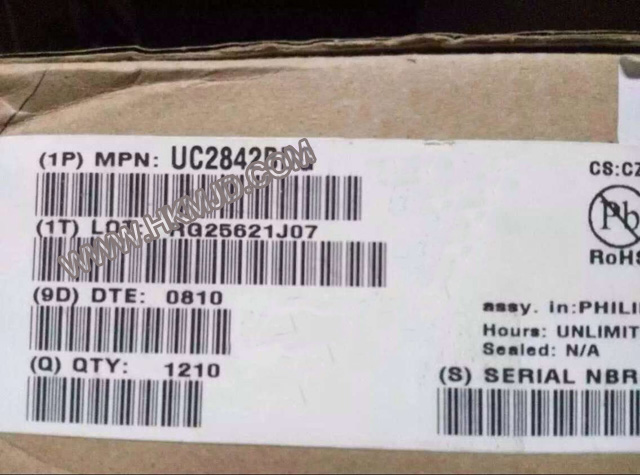 (1P) MPN:
CS:CZ
(1T) LOT: RG25621J07
Pb
RoHS
(9D) DTE: 0810
assy. in:PHILI
Hours: UNLIMIT
Sealed: N/A
(Q) QTY: 1210
(S) SERIAL NBR
WWW.HKMJD.COM